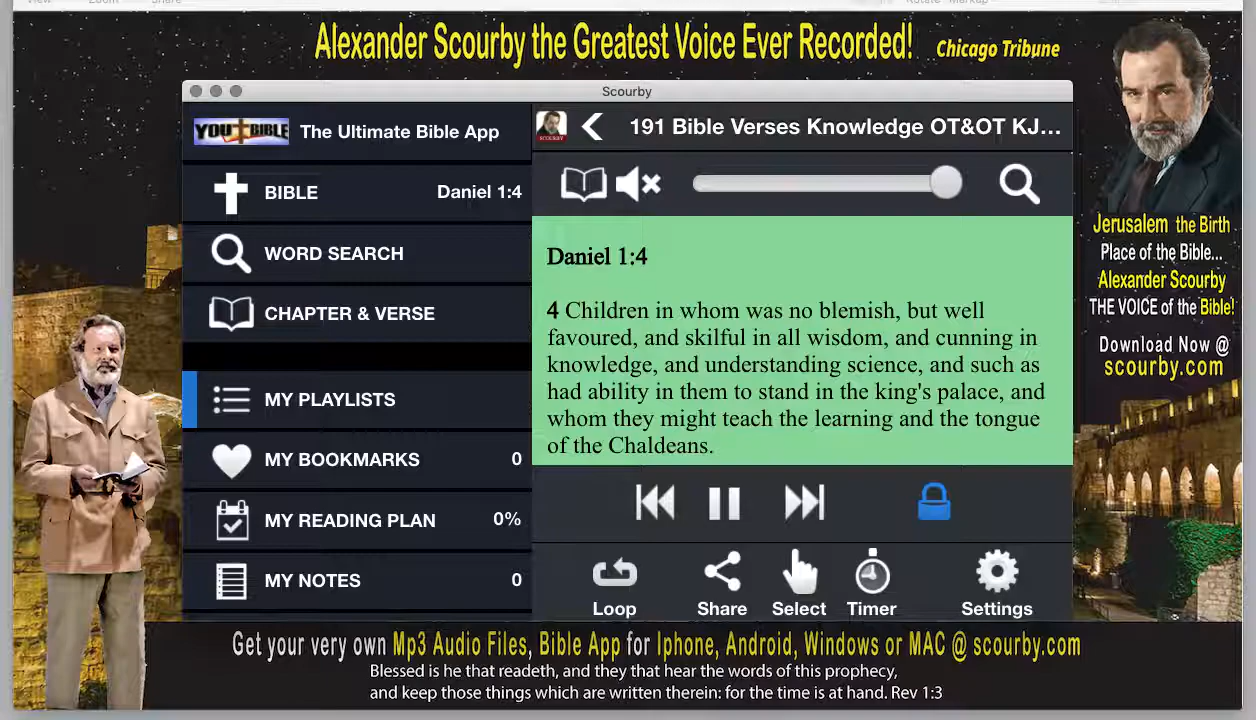 View Zoom Share Rotate Markup
Alexander Scourby the Greatest Voice Ever Recorded! Chicago Tribune
Scourby
YOU BIBLE The Ultimate Bible App
191 Bible Verses Knowledge OT&OT KJ...
BIBLE Daniel 1:4
WORD SEARCH
CHAPTER & VERSE
MY PLAYLISTS
MY BOOKMARKS 0
MY READING PLAN 0%
MY NOTES 0
Daniel 1:4
4 Children in whom was no blemish, but well
favoured, and skilful in all wisdom, and cunning in
knowledge, and understanding science, and such as
had ability in them to stand in the king's palace, and
whom they might teach the learning and the tongue
of the Chaldeans.
Loop Share Select Timer Settings
Jerusalem the Birth
Place of the Bible...
Alexander Scourby
THE VOICE of the Bible!
Download Now @
scourby.com
Get your very own Mp3 Audio Files, Bible App for Iphone, Android, Windows or MAC @ scourby.com
Blessed is he that readeth, and they that hear the words of this prophecy,
and keep those things which are written therein: for the time is at hand. Rev 1:3